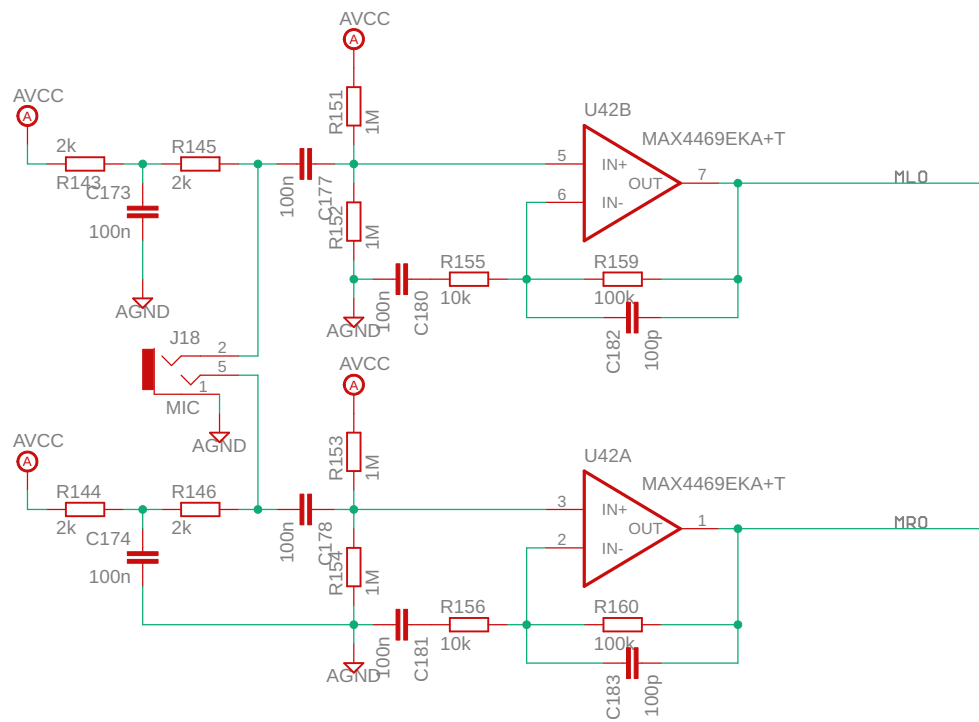 AVCC
A
AVCC
A
2k
R143
C173
100n
AGND
R145
2k
100n
C177
R151
1M
R152
1M
AGND
100n
C180
R155
10k
U42B
MAX4469EKA+T
5
IN+
6
IN-
OUT
7
MLO
R159
100k
C182
100p
J18
2
5
1
MIC
AGND
AVCC
A
AVCC
A
R144
2k
C174
100n
R146
2k
100n
C178
R153
1M
R154
1M
AGND
100n
C181
R156
10k
U42A
MAX4469EKA+T
3
IN+
2
IN-
OUT
1
MRO
R160
100k
C183
100p